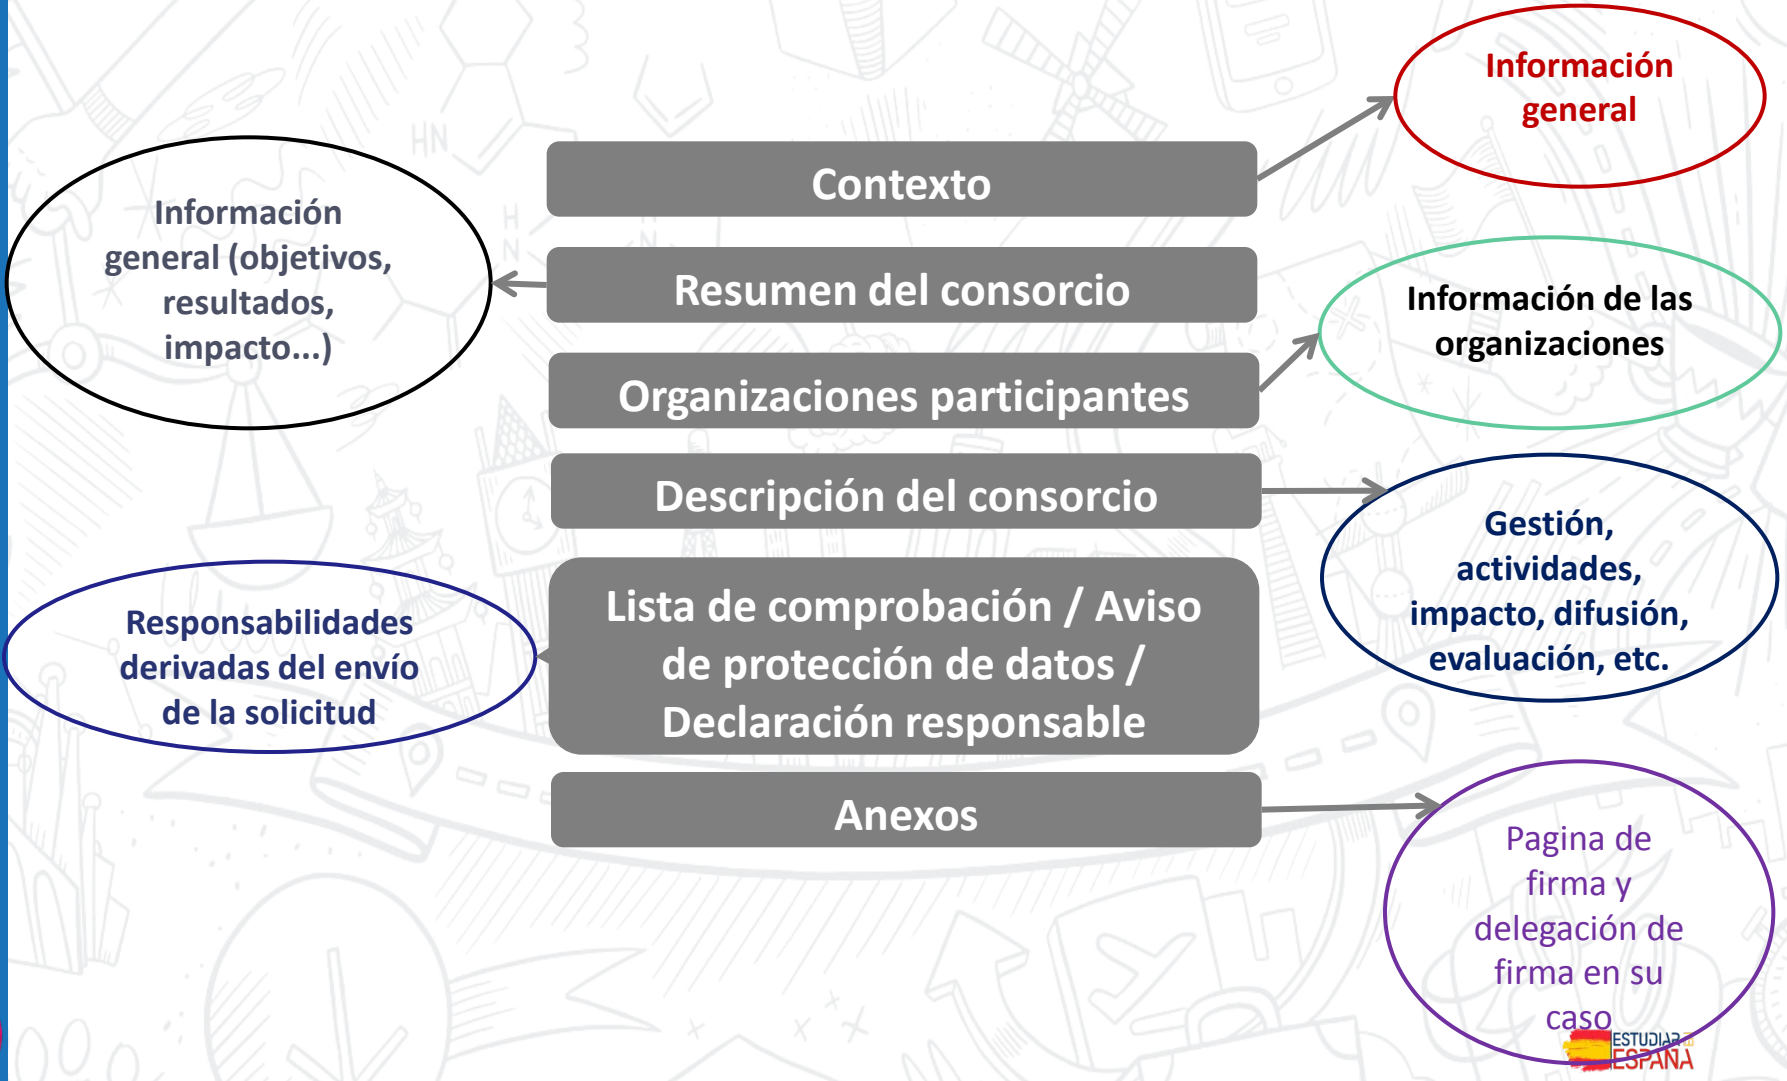 Información
general
Contexto
Información
general (objetivos,
resultados,
impacto...)
Resumen del consorcio
Información de las
organizaciones
Organizaciones participantes
Descripción del consorcio
Gestión,
actividades,
impacto, difusión,
evaluación, etc.
Responsabilidades
derivadas del envío
de la solicitud
Lista de comprobación / Aviso
de protección de datos /
Declaración responsable
Anexos
Pagina de
firma y
delegación de
firma en su
caso
ESTUDIAR
ESPAÑA
HN
H
N
N